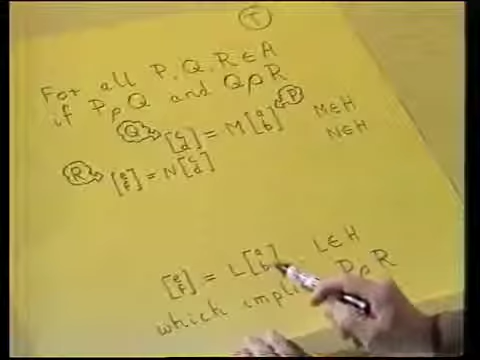 T
For all P, Q, R ∈ A
if PρQ and QρR
Q [c d] = M [a b] P M∈H
N∈H
R [e f] = N [c d]
[e f] = L [a b] L∈H
which implies PρR